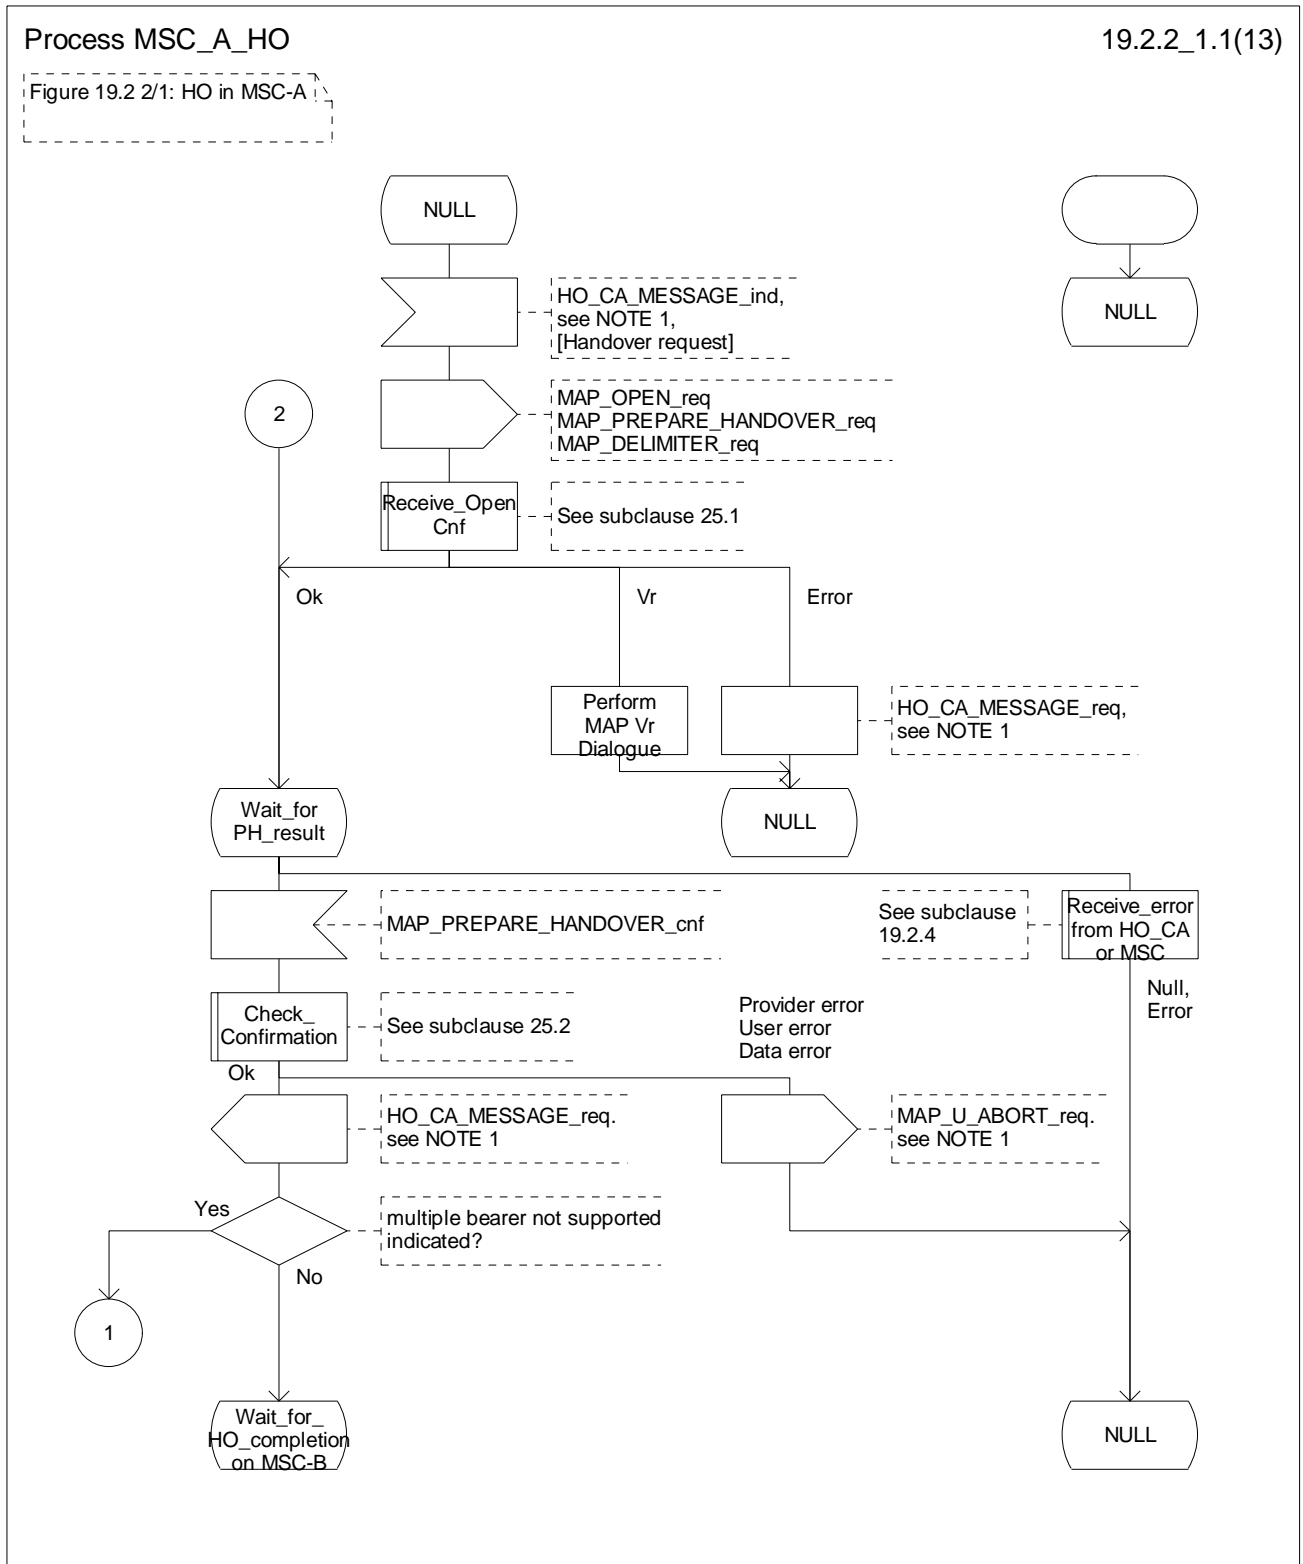 Process MSC_A_HO
19.2.2_1.1(13)
Figure 19.2 2/1: HO in MSC-A
NULL
HO_CA_MESSAGE_ind,
see NOTE 1,
[Handover request]
NULL
2
MAP_OPEN_req
MAP_PREPARE_HANDOVER_req
MAP_DELIMITER_req
Receive_Open
Cnf
See subclause 25.1
Ok
Vr
Error
Perform
MAP Vr
Dialogue
HO_CA_MESSAGE_req,
see NOTE 1
Wait_for
PH_result
NULL
MAP_PREPARE_HANDOVER_cnf
See subclause
19.2.4
Receive_error
from HO_CA
or MSC
Null,
Error
Check_
Confirmation
See subclause 25.2
Provider error
User error
Data error
Ok
HO_CA_MESSAGE_req.
see NOTE 1
MAP_U_ABORT_req.
see NOTE 1
Yes
multiple bearer not supported
indicated?
No
1
Wait_for_
HO_completion
on MSC-B
NULL